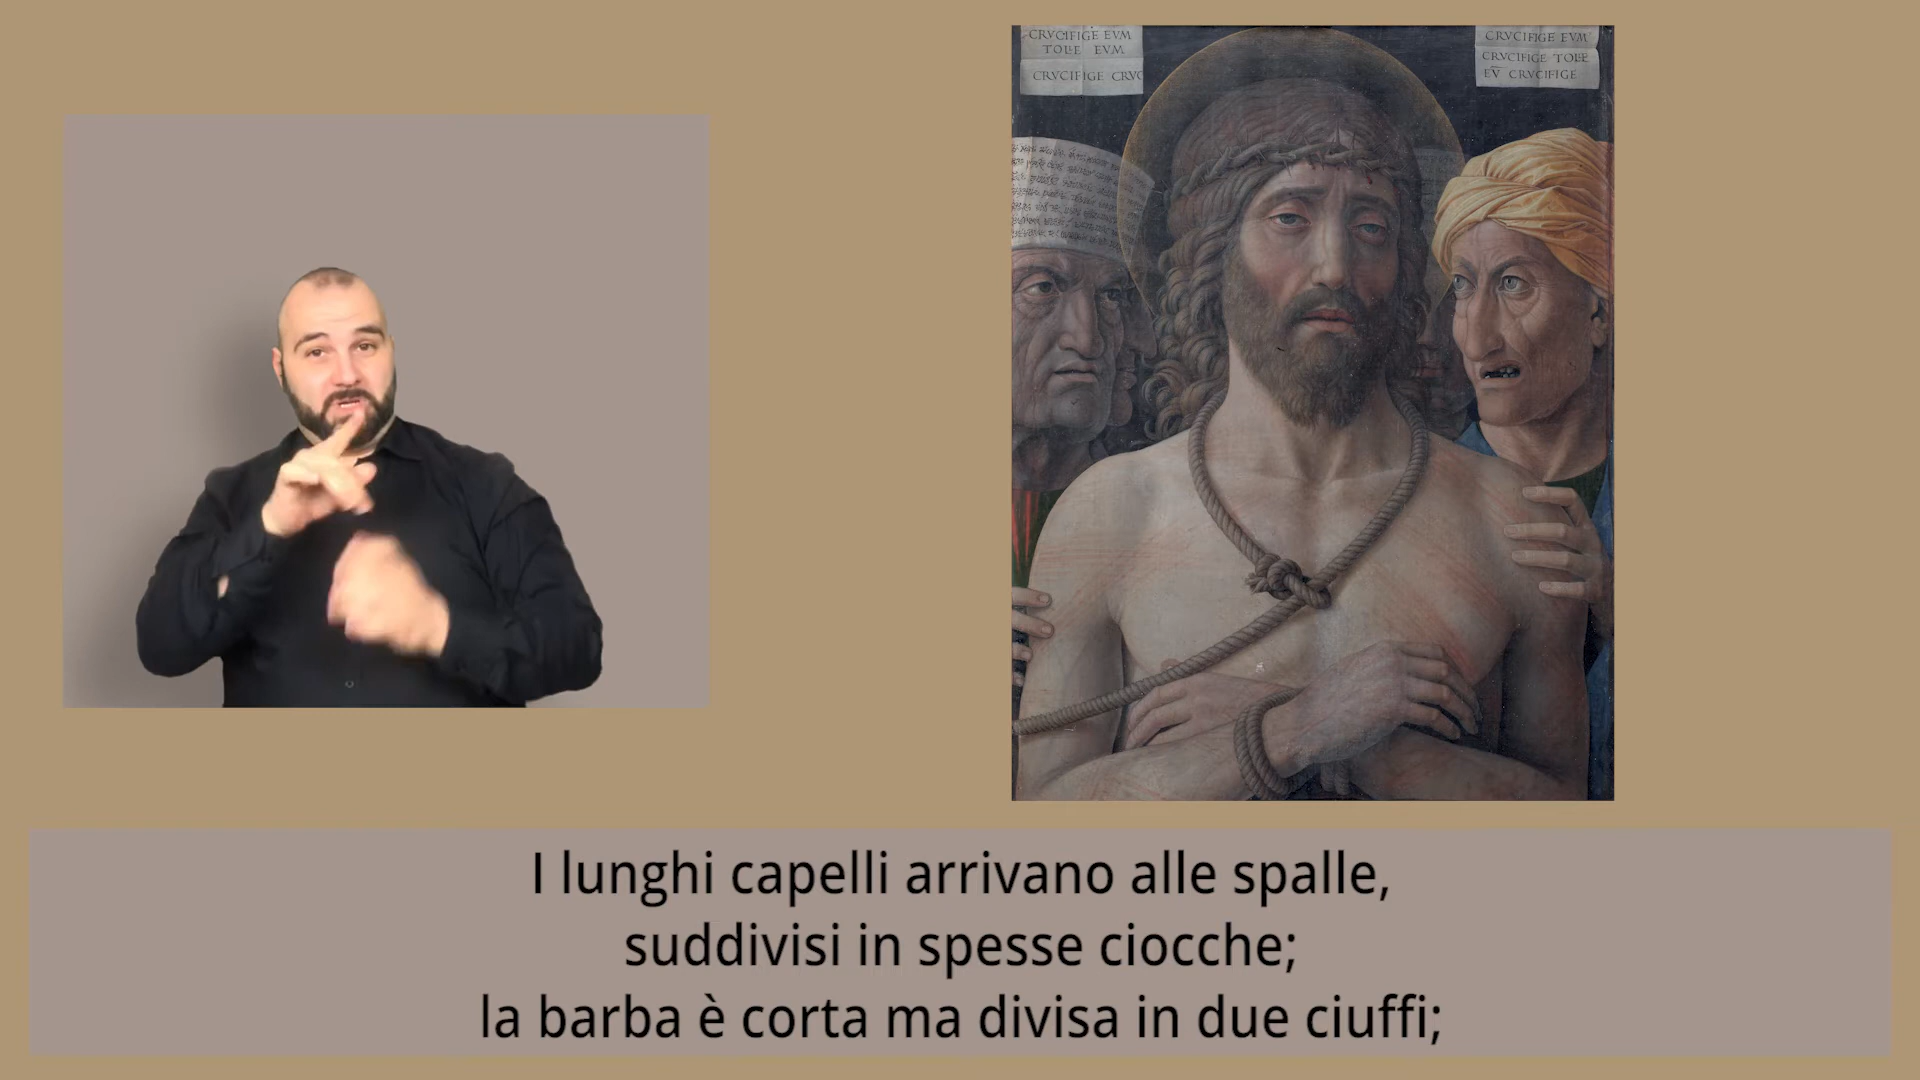 CRVCIFIGE EVM
TOLLE EVM
CRVCIFIGE CRVC
CRVCIFIGE EVM
CRVCIFIGE TOLE
EV̅ CRVCIFIGE
I lunghi capelli arrivano alle spalle,
suddivisi in spesse ciocche;
la barba è corta ma divisa in due ciuffi;